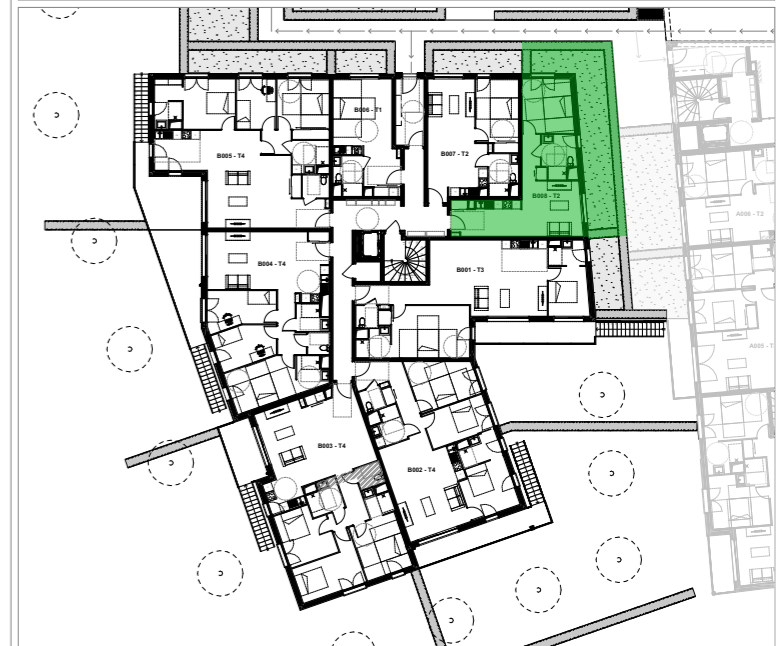 B006 - T1
B007 - T2
B005 - T4
B008 - T2
A006 - T2
B004 - T4
B001 - T3
A005 - T
B003 - T4
B002 - T4